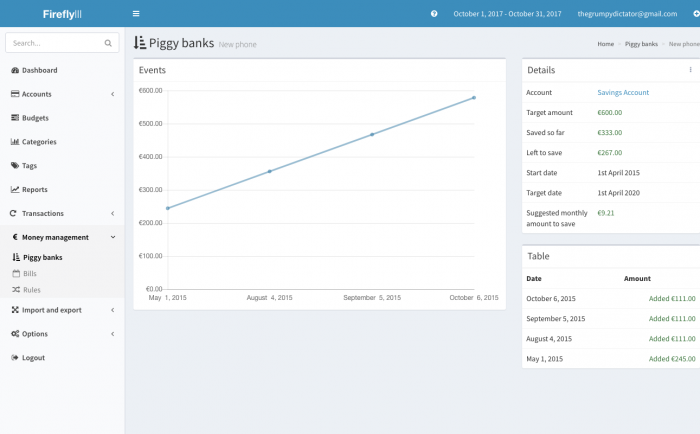 FireflyIII
October 1, 2017 - October 31, 2017
thegrumpydictator@gmail.com
Search...
Piggy banks New phone
Home > Piggy banks > New phone
Dashboard
Accounts
Budgets
Categories
Tags
Reports
Transactions
€ Money management
Piggy banks
Bills
Rules
Import and export
Options
Logout
Events
€600.00
€500.00
€400.00
€300.00
€200.00
€100.00
€0.00
May 1, 2015 August 4, 2015 September 5, 2015 October 6, 2015
Details
Account Savings Account
Target amount €600.00
Saved so far €333.00
Left to save €267.00
Start date 1st April 2015
Target date 1st April 2020
Suggested monthly €9.21
amount to save
Table
Date Amount
October 6, 2015 Added €111.00
September 5, 2015 Added €111.00
August 4, 2015 Added €111.00
May 1, 2015 Added €245.00